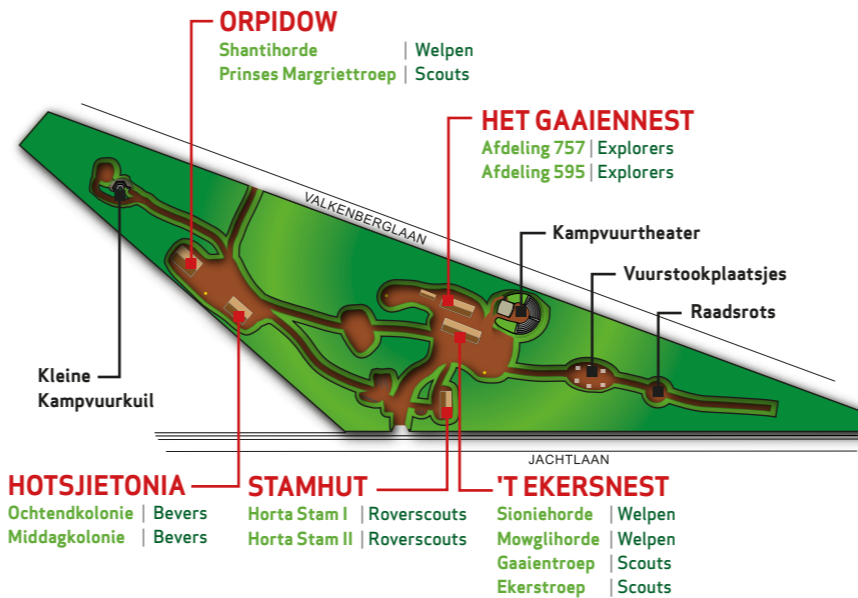 ORPIDOW
Shantihorde | Welpen
Prinses Margriettroep | Scouts
HET GAAIENNEST
Afdeling 757 | Explorers
Afdeling 595 | Explorers
VALKENBERGLAAN
Kampvuurtheater
Vuurstookplaatsjes
Raadsrots
Kleine
Kampvuurkuil
JACHTLAAN
HOTSJIETONIA
Ochtendkolonie | Bevers
Middagkolonie | Bevers
STAMHUT
Horta Stam I | Roverscouts
Horta Stam II | Roverscouts
'T EKERSNEST
Sioniehorde | Welpen
Mowglihorde | Welpen
Gaaientroep | Scouts
Ekerstroep | Scouts